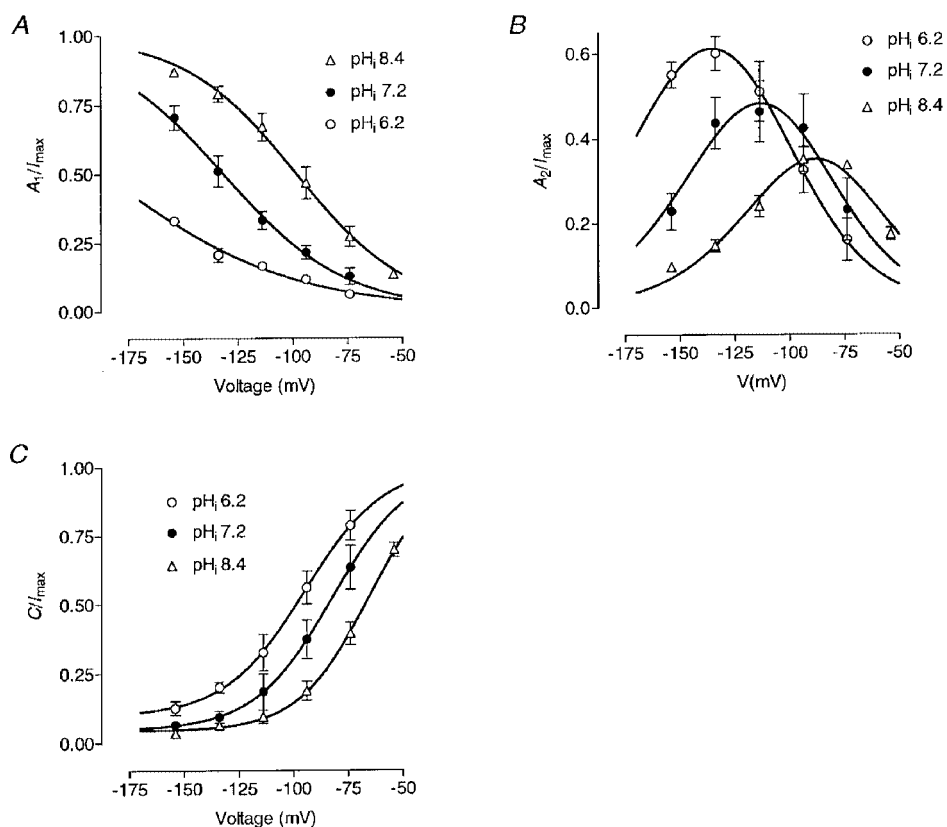 A
1.00
0.75
0.50
0.25
0.00
A₁/Iₘₐₓ
pHᵢ 8.4
pHᵢ 7.2
pHᵢ 6.2
-175 -150 -125 -100 -75 -50
Voltage (mV)
B
0.6
0.4
0.2
0.0
A₂/Iₘₐₓ
pHᵢ 6.2
pHᵢ 7.2
pHᵢ 8.4
-175 -150 -125 -100 -75 -50
V(mV)
C
1.00
0.75
0.50
0.25
0.00
C/Iₘₐₓ
pHᵢ 6.2
pHᵢ 7.2
pHᵢ 8.4
-175 -150 -125 -100 -75 -50
Voltage (mV)